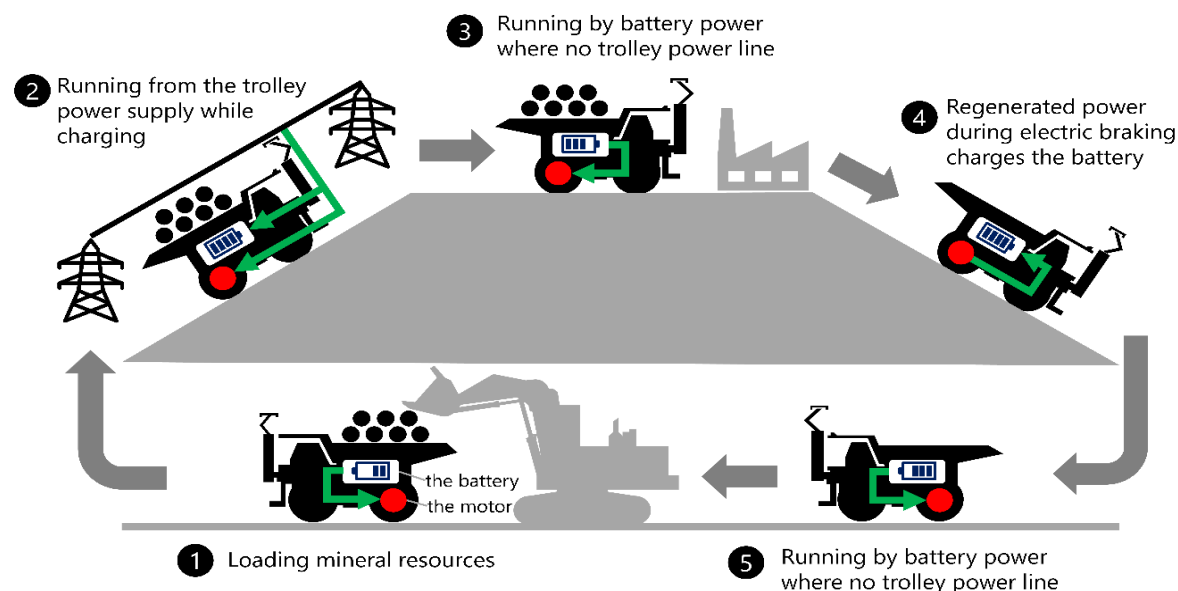 3 Running by battery power
where no trolley power line
2 Running from the trolley
power supply while
charging
4 Regenerated power
during electric braking
charges the battery
the battery
the motor
1 Loading mineral resources
5 Running by battery power
where no trolley power line